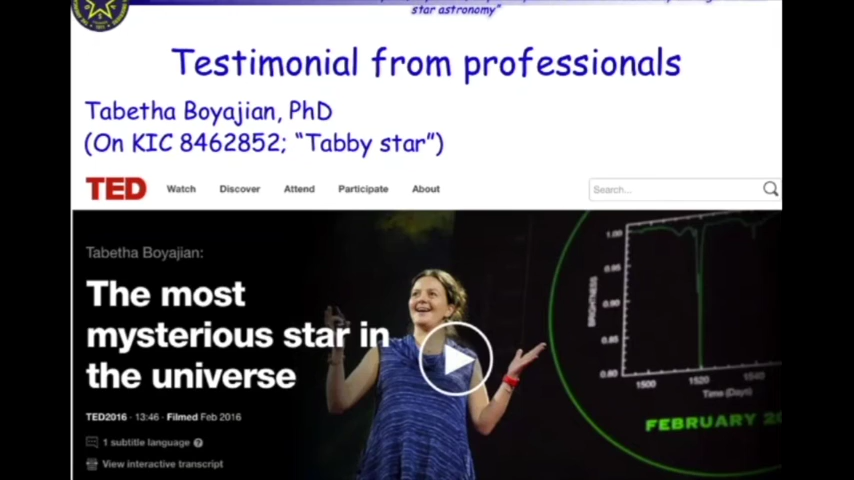 star astronomy"
Testimonial from professionals
Tabetha Boyajian, PhD
(On KIC 8462852; “Tabby star”)
TED Watch Discover Attend Participate About Search...
Tabetha Boyajian:
The most
mysterious star in
the universe
TED2016 · 13:46 · Filmed Feb 2016
1 subtitle language
View interactive transcript
1.00
0.95
0.90
0.85
0.80
BRIGHTNESS
1500 1520 1540
Time (Days)
FEBRUARY 20